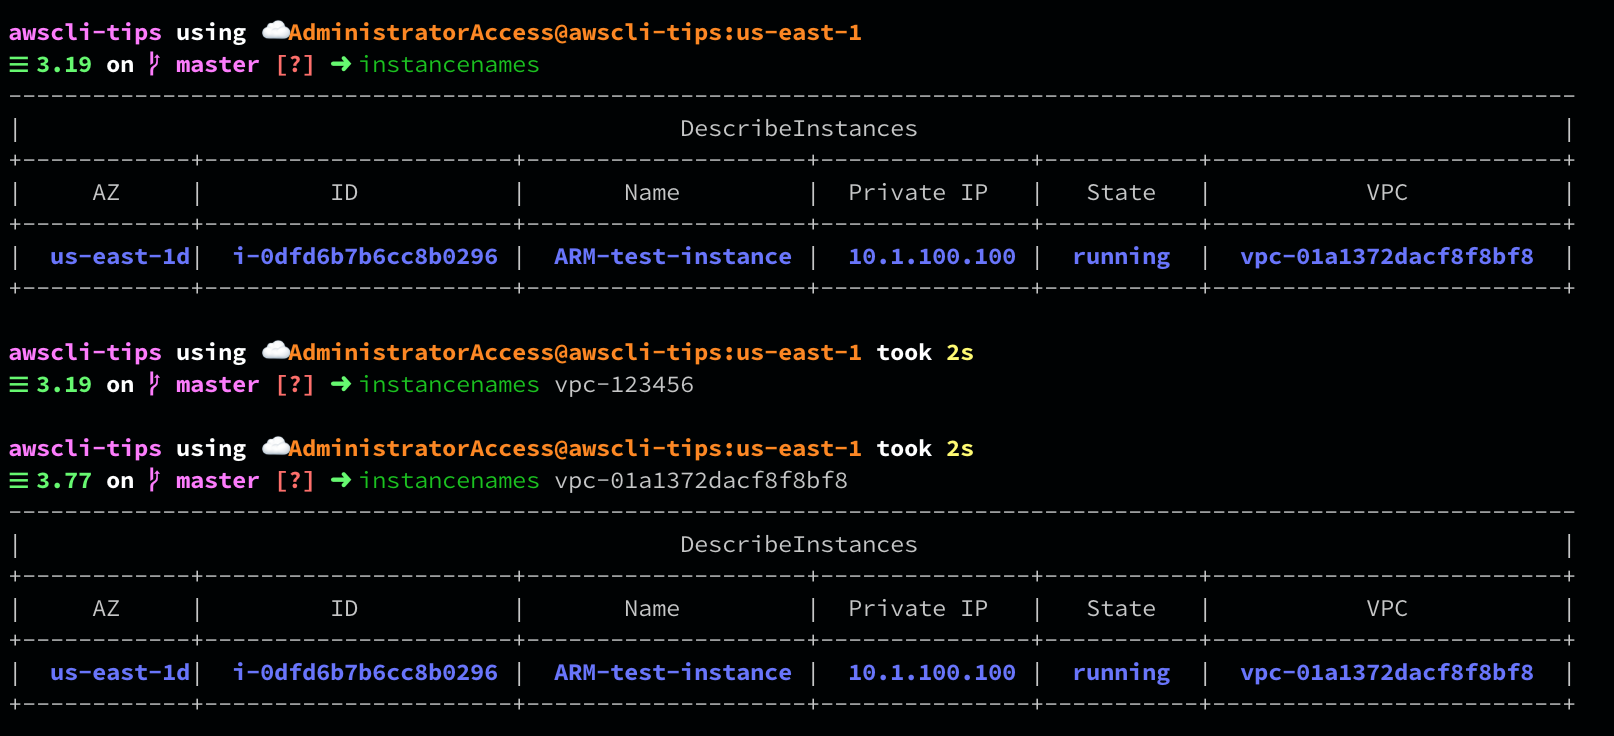 awscli-tips using ☁️AdministratorAccess@awscli-tips:us-east-1
☰ 3.19 on master [?] ➜ instancenames
----------------------------------------------------------------------------------------------------------------
|                                               DescribeInstances                                              |
+------------+----------------------+--------------------+---------------+-----------+-------------------------+
|     AZ     |         ID           |       Name         |  Private IP   |   State   |           VPC           |
+------------+----------------------+--------------------+---------------+-----------+-------------------------+
|  us-east-1d|  i-0dfd6b7b6cc8b0296 |  ARM-test-instance |  10.1.100.100 |  running  |  vpc-01a1372dacf8f8bf8  |
+------------+----------------------+--------------------+---------------+-----------+-------------------------+
awscli-tips using ☁️AdministratorAccess@awscli-tips:us-east-1 took 2s
☰ 3.19 on master [?] ➜ instancenames vpc-123456
awscli-tips using ☁️AdministratorAccess@awscli-tips:us-east-1 took 2s
☰ 3.77 on master [?] ➜ instancenames vpc-01a1372dacf8f8bf8
----------------------------------------------------------------------------------------------------------------
|                                               DescribeInstances                                              |
+------------+----------------------+--------------------+---------------+-----------+-------------------------+
|     AZ     |         ID           |       Name         |  Private IP   |   State   |           VPC           |
+------------+----------------------+--------------------+---------------+-----------+-------------------------+
|  us-east-1d|  i-0dfd6b7b6cc8b0296 |  ARM-test-instance |  10.1.100.100 |  running  |  vpc-01a1372dacf8f8bf8  |
+------------+----------------------+--------------------+---------------+-----------+-------------------------+